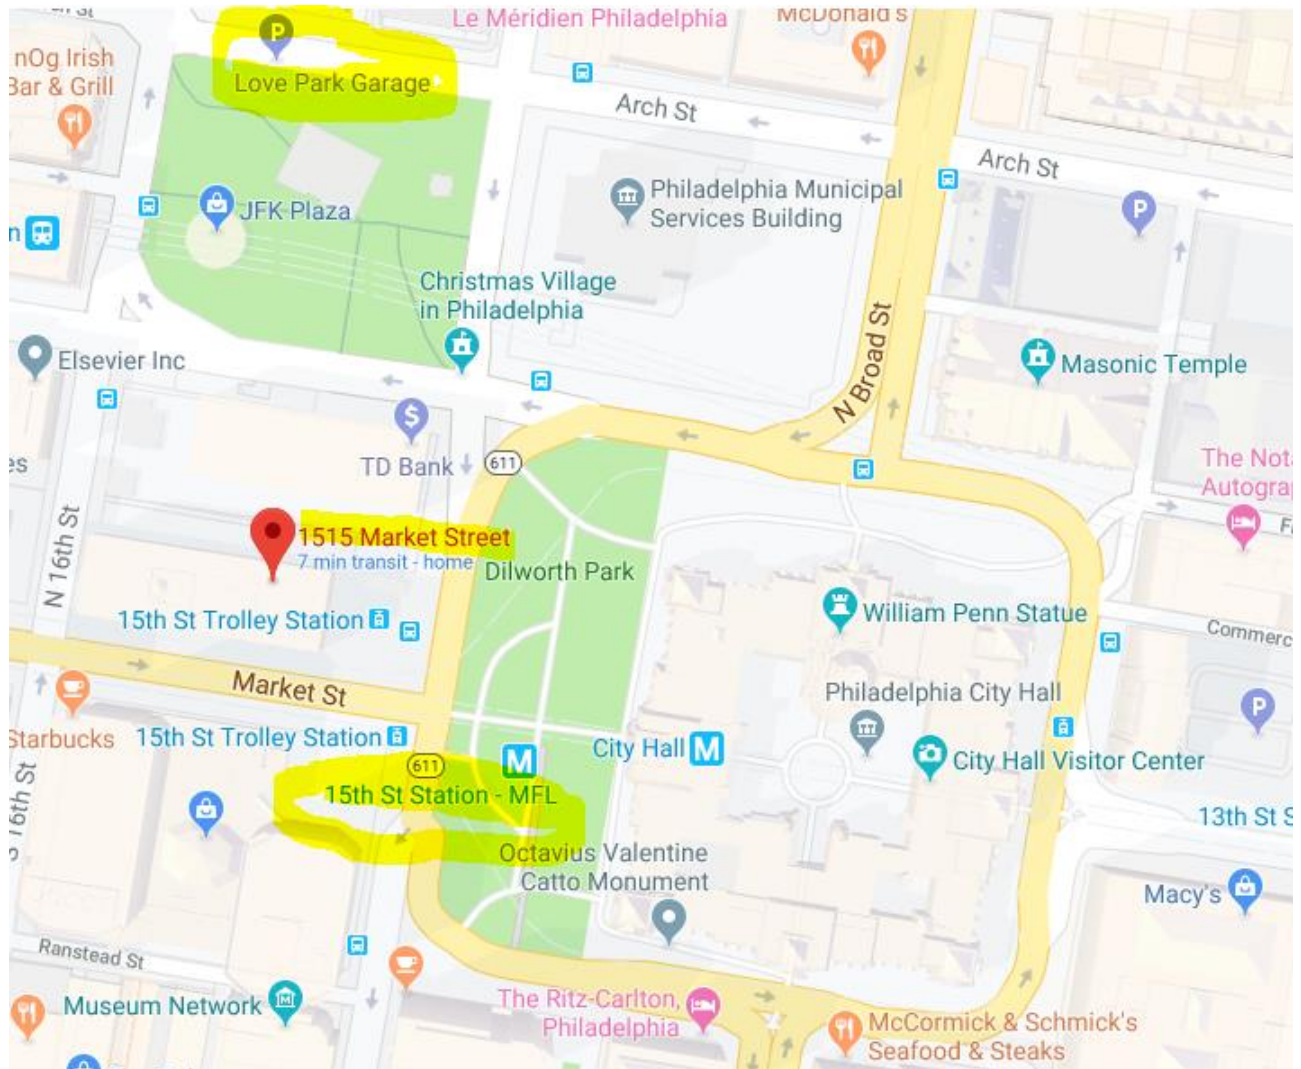 Le Méridien Philadelphia
McDonald's
nOg Irish
Bar & Grill
P
Love Park Garage
Arch St
Arch St
P
JFK Plaza
Philadelphia Municipal
Services Building
Christmas Village
in Philadelphia
N Broad St
Elsevier Inc
Masonic Temple
$
TD Bank
611
The Nota
Autograp
1515 Market Street
7 min transit - home
N 16th St
Dilworth Park
15th St Trolley Station
William Penn Statue
Commerc
Market St
Philadelphia City Hall
P
Starbucks
15th St Trolley Station
M
City Hall M
City Hall Visitor Center
611
15th St Station - MFL
S 16th St
13th St S
Octavius Valentine
Catto Monument
Macy's
Ranstead St
Museum Network
M
The Ritz-Carlton,
Philadelphia
McCormick & Schmick's
Seafood & Steaks